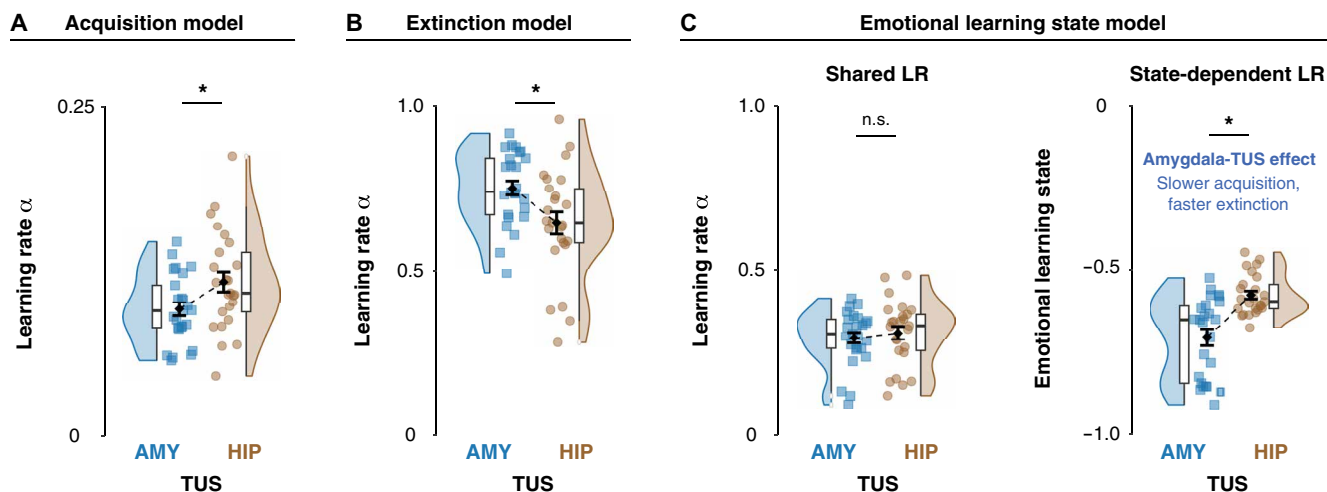 A Acquisition model
Learning rate α
0.25
0
*
AMY HIP
TUS
B Extinction model
Learning rate α
1.0
0.5
0
*
AMY HIP
TUS
C Emotional learning state model
Shared LR
Learning rate α
1.0
0.5
0
n.s.
AMY HIP
TUS
State-dependent LR
Emotional learning state
0
−0.5
−1.0
*
Amygdala-TUS effect
Slower acquisition,
faster extinction
AMY HIP
TUS